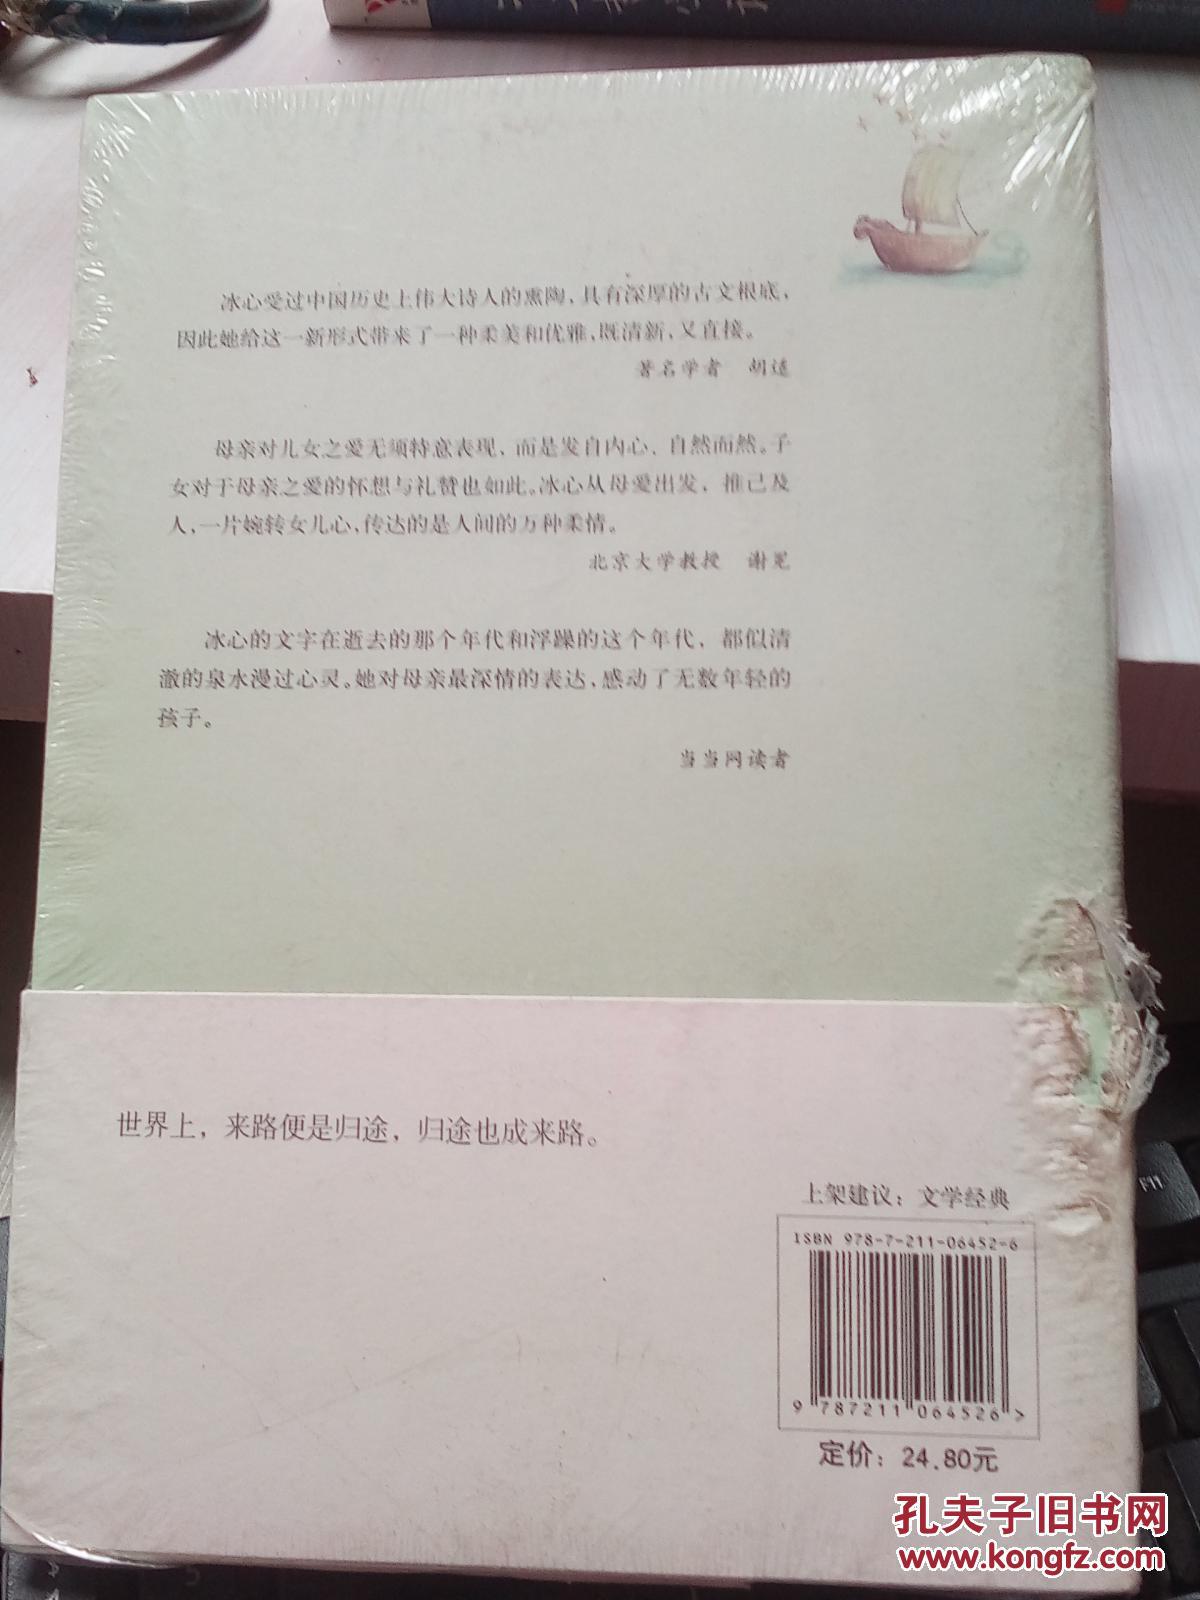 冰心受过中国历史上伟大诗人的熏陶，具有深厚的古文根底，
因此她给这一新形式带来了一种柔美和优雅，既清新，又直接。
著名学者 胡适
母亲对儿女之爱无须特意表现，而是发自内心，自然而然。子
女对于母亲之爱的怀想与礼赞也如此。冰心从母爱出发，推己及
人，一片婉转女儿心，传达的是人间的万种柔情。
北京大学教授 谢冕
冰心的文字在逝去的那个年代和浮躁的这个年代，都似清
澈的泉水漫过心灵。她对母亲最深情的表达，感动了无数年轻的
孩子。
当当网读者
世界上，来路便是归途，归途也成来路。
上架建议：文学经典
ISBN 978-7-211-06452-6
9 787211 064526 >
定价：24.80元
F11
孔夫子旧书网
www.kongfz.com